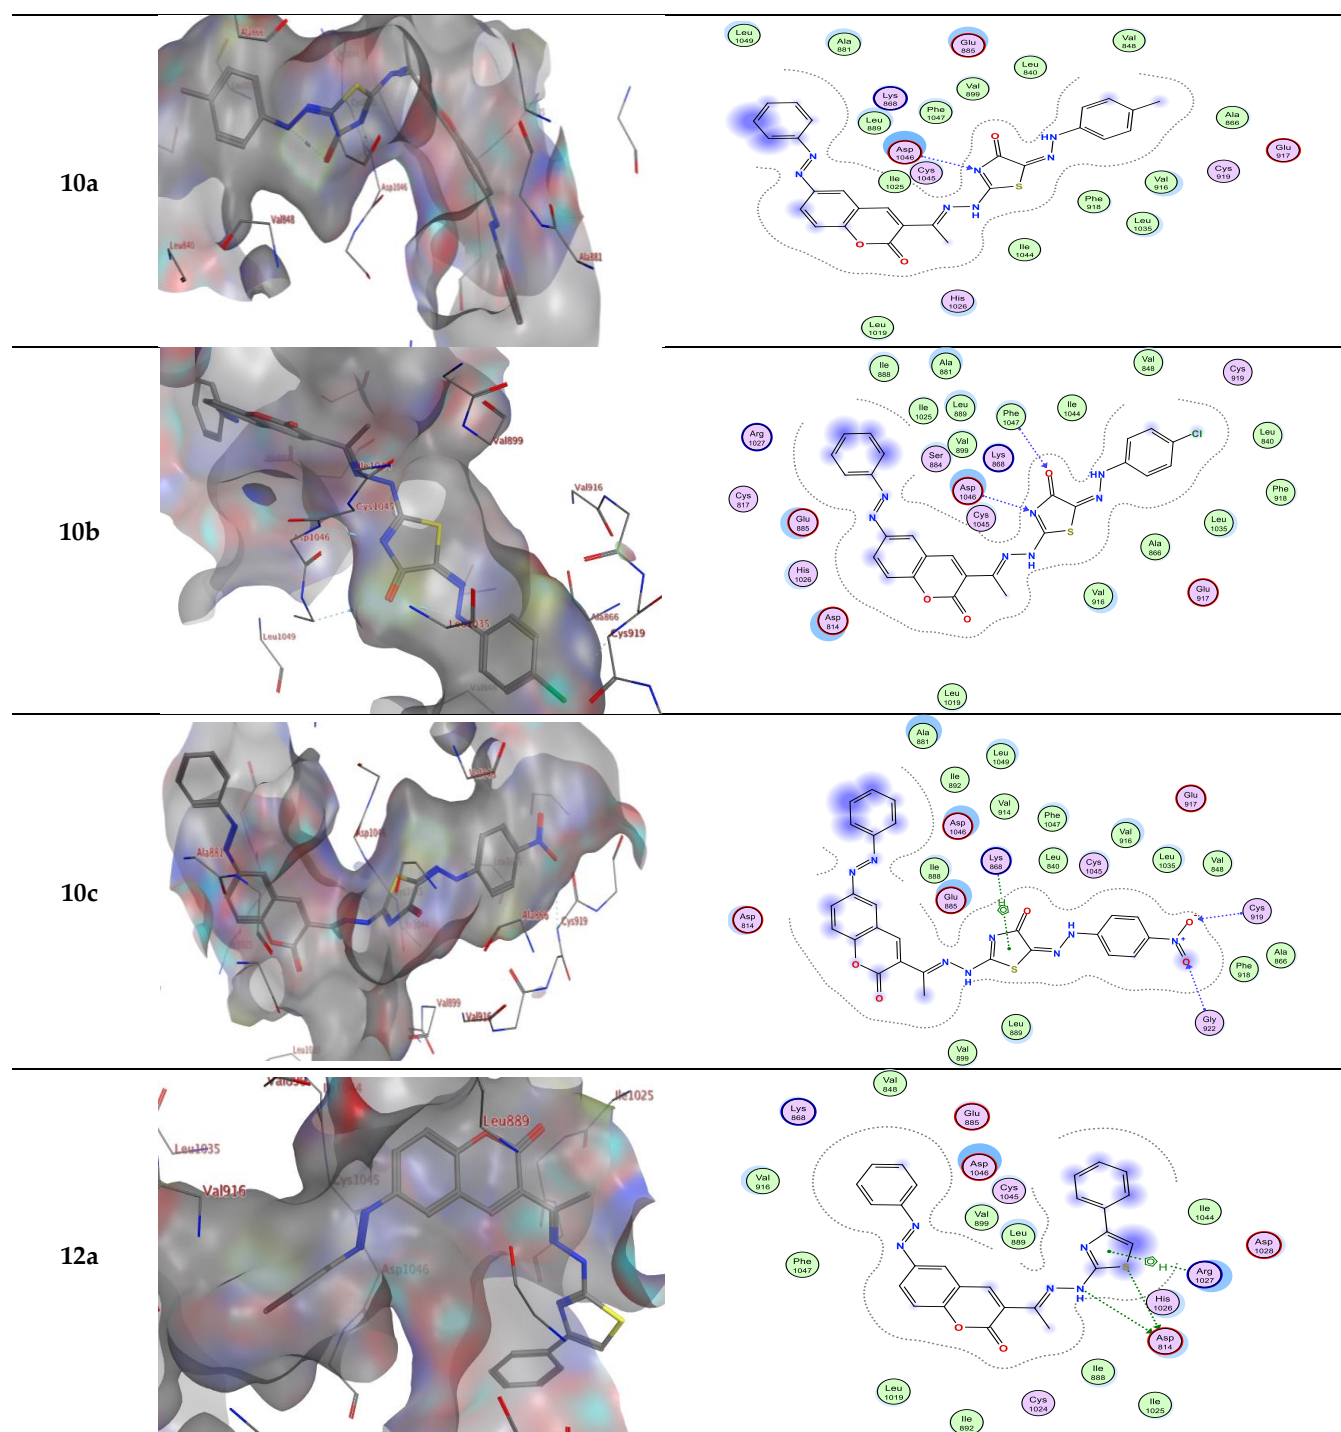 10a
Ala866
Asp1046
Val848
Leu840
Ala881
Leu 1049
Ala 881
Glu 885
Val 848
Leu 840
Lys 868
Val 899
Phe 1047
Leu 889
Ala 866
Asp 1046
Cys 1045
Ile 1025
Glu 917
Cys 919
Val 916
Phe 918
Leu 1035
Ile 1044
His 1026
Leu 1019
O
HN
N
N
S
N
N
N
N
H
O
O
10b
Val899
Val916
Cys1045
Asp1046
Leu1049
Leu1035
Ala866
Cys919
Ile 888
Ala 881
Val 848
Cys 919
Ile 1025
Leu 889
Phe 1047
Ile 1044
Arg 1027
Val 899
Ser 884
Lys 868
Leu 840
Asp 1046
Cys 817
Cys 1045
Glu 885
Phe 918
Leu 1035
Ala 866
His 1026
Val 916
Glu 917
Asp 814
Leu 1019
Cl
O
HN
N
N
S
N
N
N
N
H
O
O
10c
Asp1046
Ala881
Ala866
Cys919
Val899
Val916
Ala 881
Leu 1049
Ile 892
Glu 917
Val 914
Asp 1046
Phe 1047
Val 916
Ile 888
Lys 868
Leu 840
Cys 1045
Leu 1035
Val 848
Glu 885
Asp 814
Cys 919
Phe 918
Ala 866
Gly 922
Leu 889
Val 899
H
N
N
O
N
S
N
H
N
N+
O-
O
N
N
H
O
O
12a
Leu1035
Val916
Cys1045
Leu889
Ile1025
Asp1046
Val 848
Lys 868
Glu 885
Asp 1046
Cys 1045
Val 916
Val 899
Leu 889
Ile 1044
Asp 1028
Phe 1047
Arg 1027
His 1026
Asp 814
Ile 888
Leu 1019
Cys 1024
Ile 1025
Ile 892
N
N
N
S
H
N
N
H
O
O